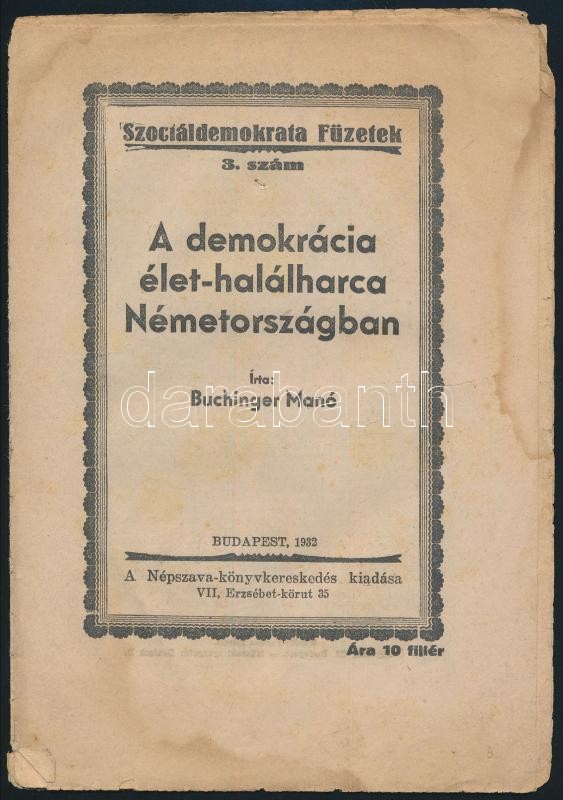 Szociáldemokrata Füzetek
3. szám
A demokrácia
élet-halálharca
Németországban
Írta:
Buchinger Manó
darabanth
BUDAPEST, 1932
A Népszava-könyvkereskedés kiadása
VII, Erzsébet-körut 35
Ára 10 fillér